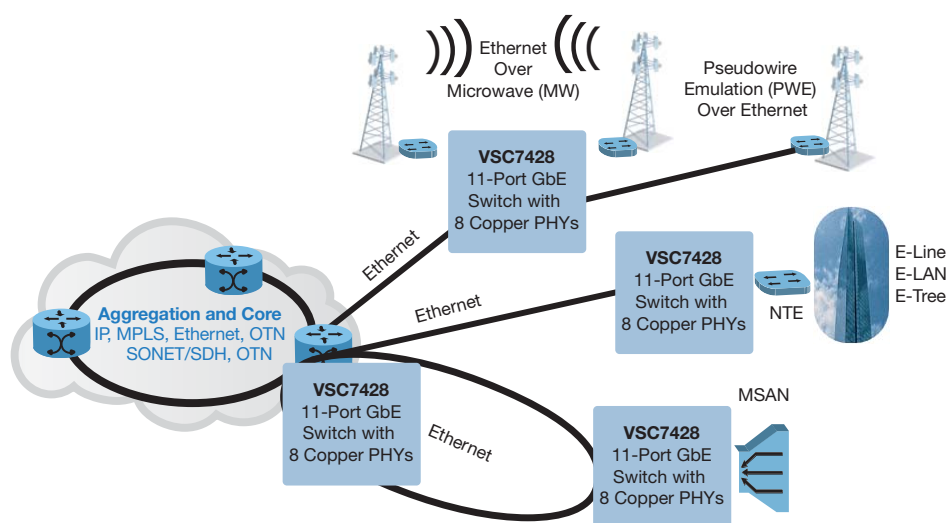 Ethernet
Over
Microwave (MW)
Pseudowire
Emulation (PWE)
Over Ethernet
VSC7428
11-Port GbE
Switch with
8 Copper PHYs
Ethernet
VSC7428
11-Port GbE
Switch with
8 Copper PHYs
NTE
E-Line
E-LAN
E-Tree
Ethernet
Aggregation and Core
IP, MPLS, Ethernet, OTN
SONET/SDH, OTN
VSC7428
11-Port GbE
Switch with
8 Copper PHYs
Ethernet
VSC7428
11-Port GbE
Switch with
8 Copper PHYs
MSAN